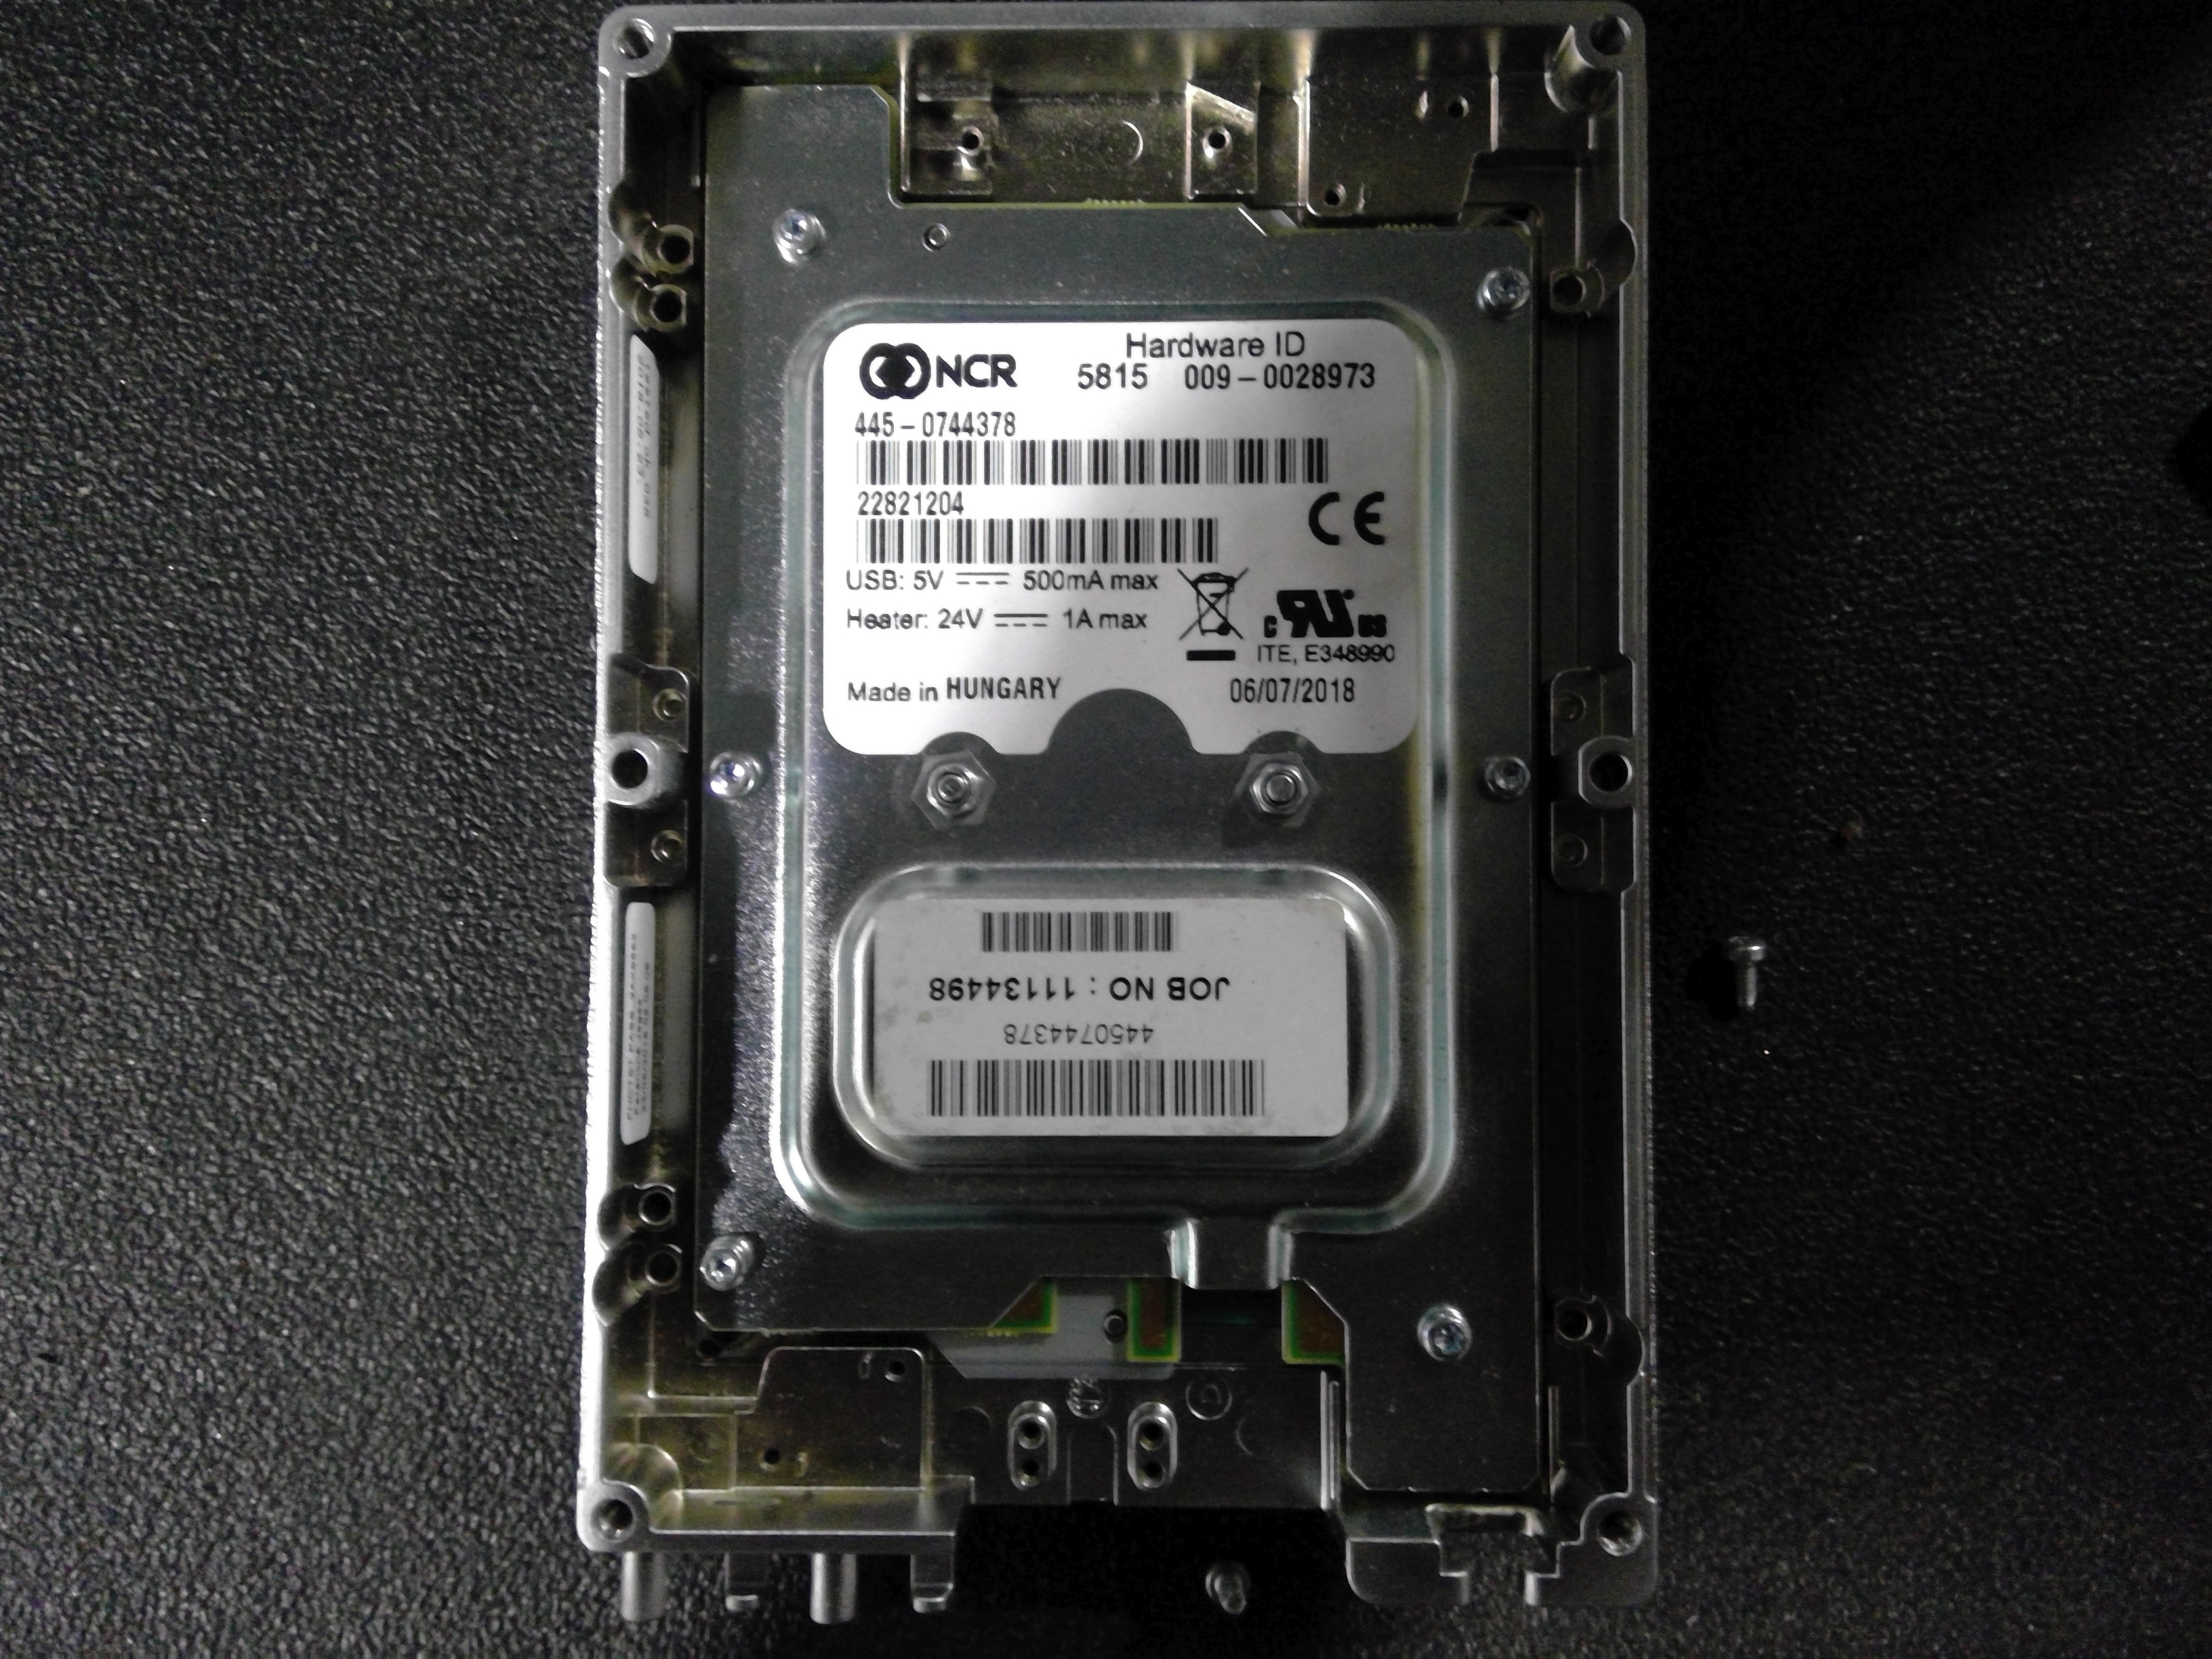 Hardware ID
NCR 5815 009-0028973
445-0744378
22821204
CE
USB: 5V 500mA max
Heater: 24V 1A max
c us
ITE, E348990
Made in HUNGARY 06/07/2018
JOB NO : 11134498
4450744378